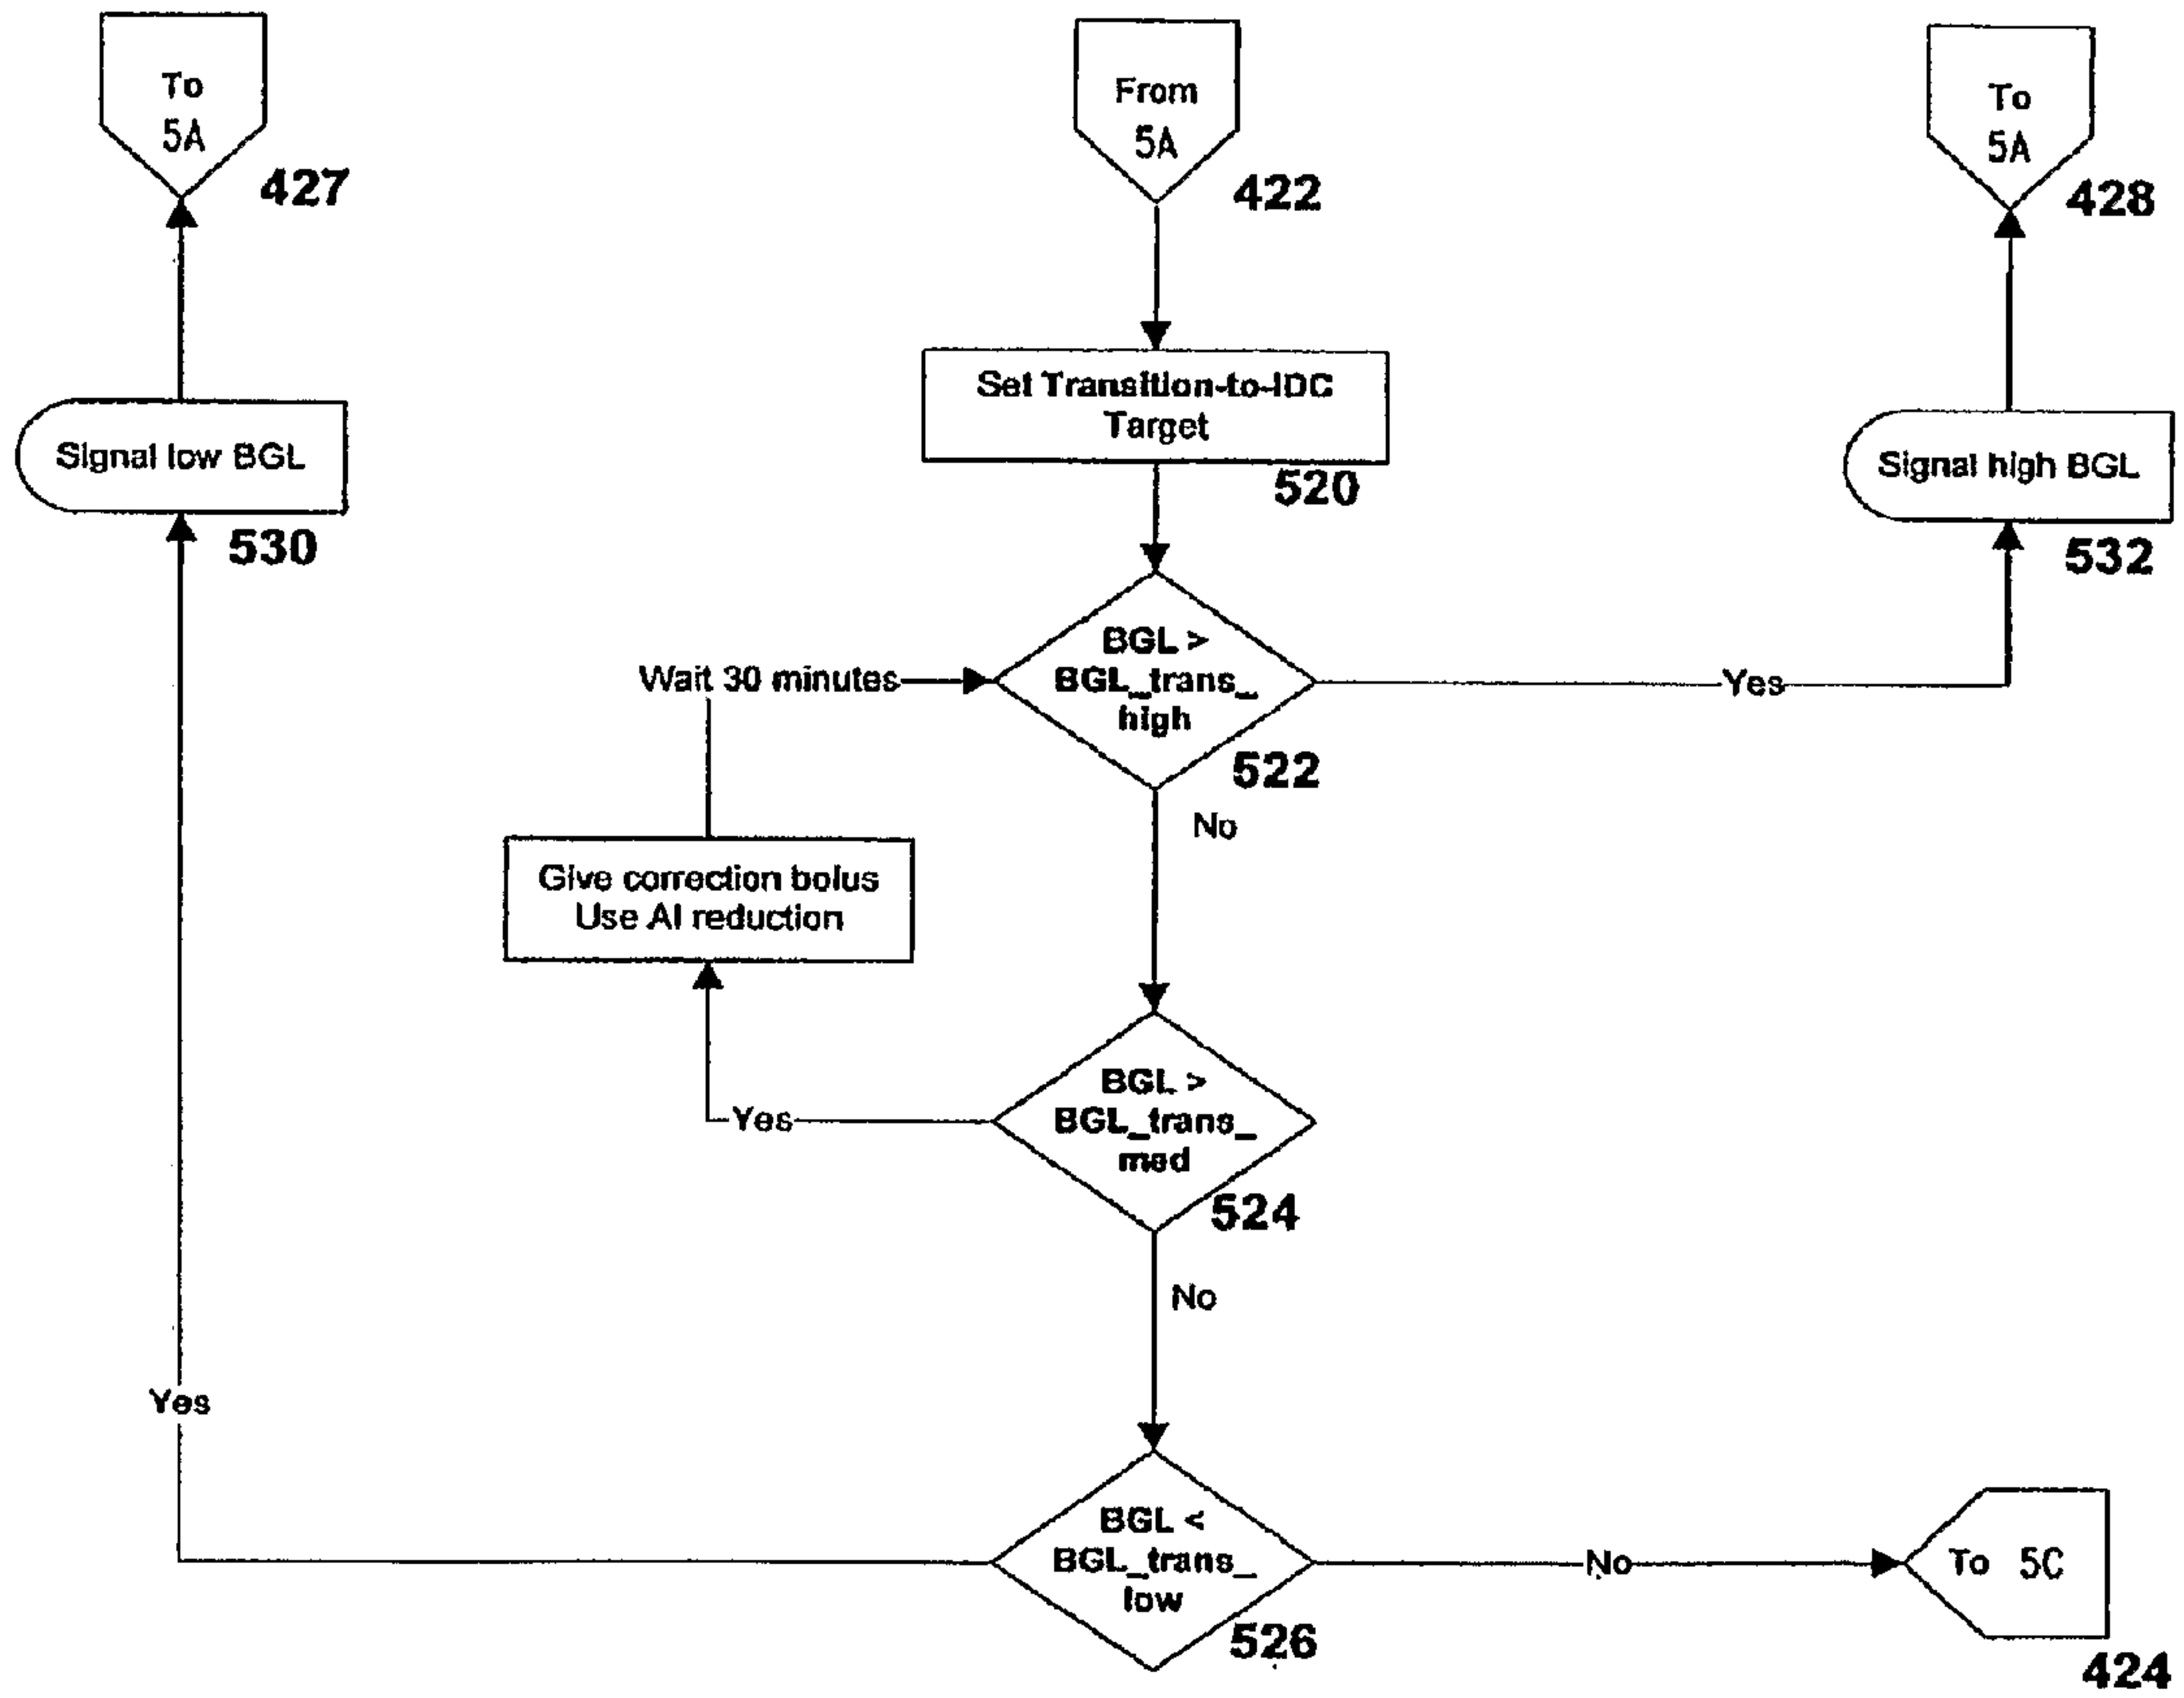 To
5A
427
From
5A
422
To
5A
428
Set Transition-to-IDC
Target
520
Signal low BGL
530
Signal high BGL
532
BGL >
BGL_trans_
high
522
Wait 30 minutes
Yes
No
Give correction bolus
Use AI reduction
BGL >
BGL_trans_
med
524
Yes
No
Yes
BGL <
BGL_trans_
low
526
No
To 5C
424